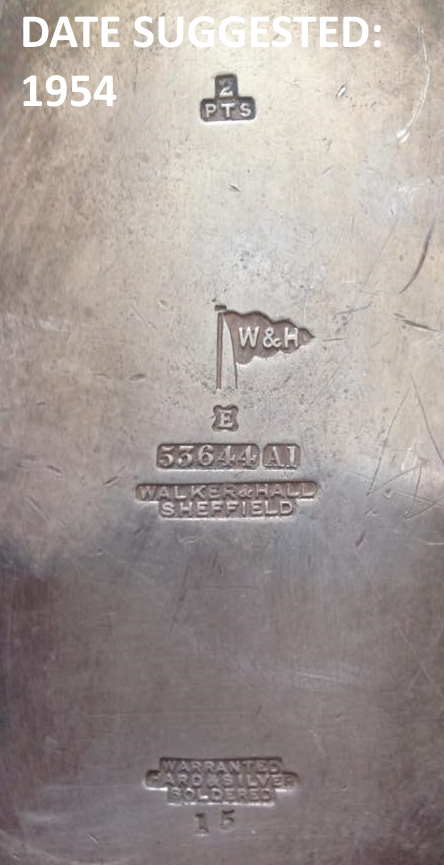 DATE SUGGESTED:
1954
2
PTS
W&H
E
53644 A1
WALKER&HALL
SHEFFIELD
WARRANTED
HARD & SILVER
SOLDERED
15